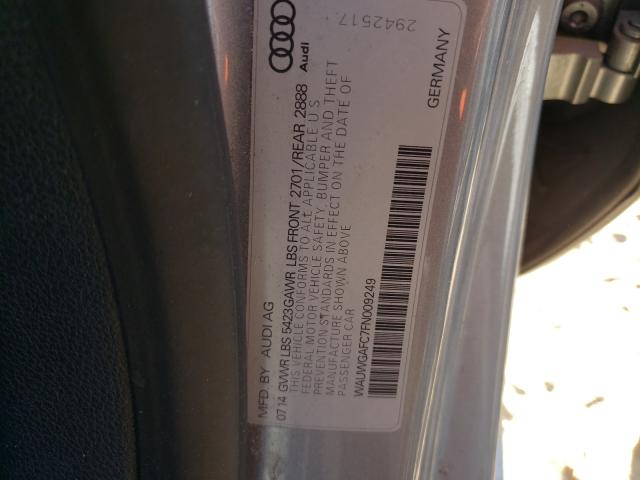 2942517
Audi
MFD. BY AUDI AG
07 14 GVWR LBS 5423GAWR LBS FRONT 2701/REAR 2888
THIS VEHICLE CONFORMS TO ALL APPLICABLE U S
FEDERAL MOTOR VEHICLE SAFETY, BUMPER AND THEFT
PREVENTION STANDARDS IN EFFECT ON THE DATE OF
MANUFACTURE SHOWN ABOVE
PASSENGER CAR
WAUWGAFC7FN009249
GERMANY